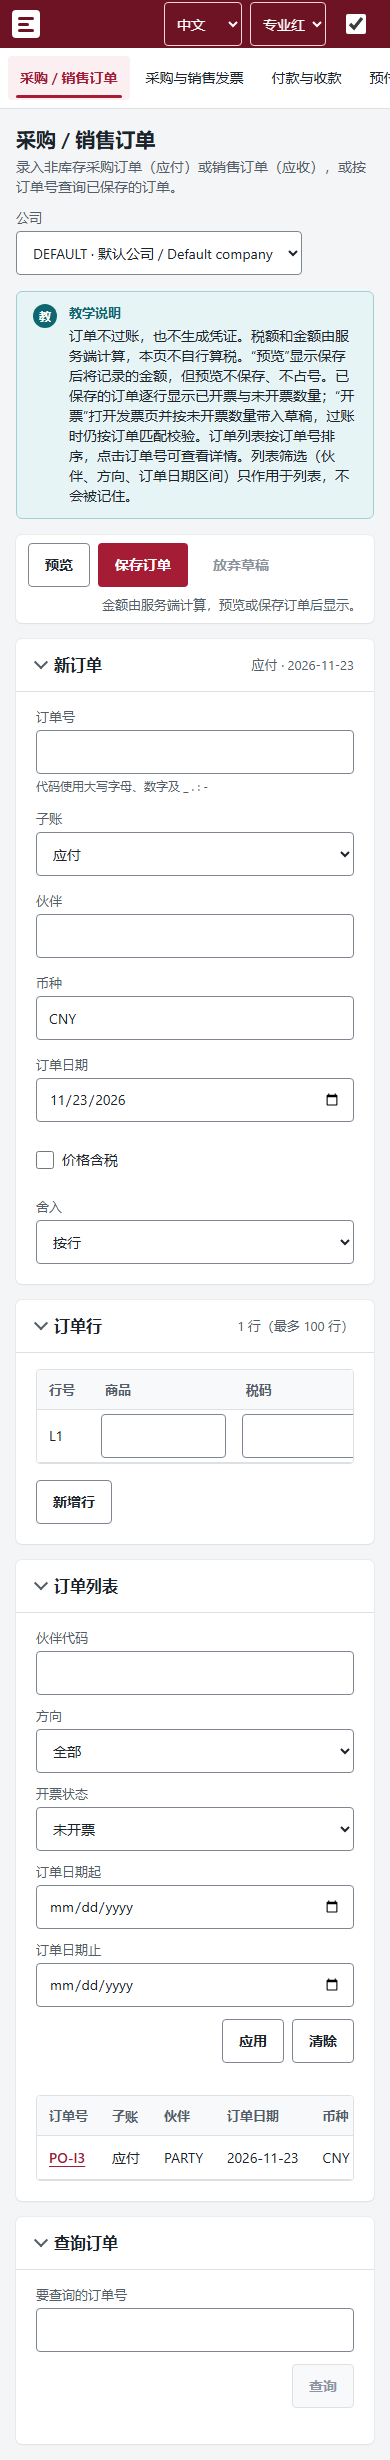 中文
专业红
采购 / 销售订单
采购与销售发票
付款与收款
预付
采购 / 销售订单
录入非库存采购订单（应付）或销售订单（应收），或按
订单号查询已保存的订单。
公司
DEFAULT · 默认公司 / Default company
教
教学说明
订单不过账，也不生成凭证。税额和金额由服
务端计算，本页不自行算税。“预览”显示保存
后将记录的金额，但预览不保存、不占号。已
保存的订单逐行显示已开票与未开票数量；“开
票”打开发票页并按未开票数量带入草稿，过账
时仍按订单匹配校验。订单列表按订单号排
序，点击订单号可查看详情。列表筛选（伙
伴、方向、订单日期区间）只作用于列表，不
会被记住。
预览
保存订单
放弃草稿
金额由服务端计算，预览或保存订单后显示。
新订单
应付 · 2026-11-23
订单号
代码使用大写字母、数字及 _ . : -
子账
应付
伙伴
币种
CNY
订单日期
11/23/2026
价格含税
舍入
按行
订单行
1 行（最多 100 行）
行号 商品 税码
L1
新增行
订单列表
伙伴代码
方向
全部
开票状态
未开票
订单日期起
mm/dd/yyyy
订单日期止
mm/dd/yyyy
应用
清除
订单号 子账 伙伴 订单日期 币种
PO-I3 应付 PARTY 2026-11-23 CNY
查询订单
要查询的订单号
查询